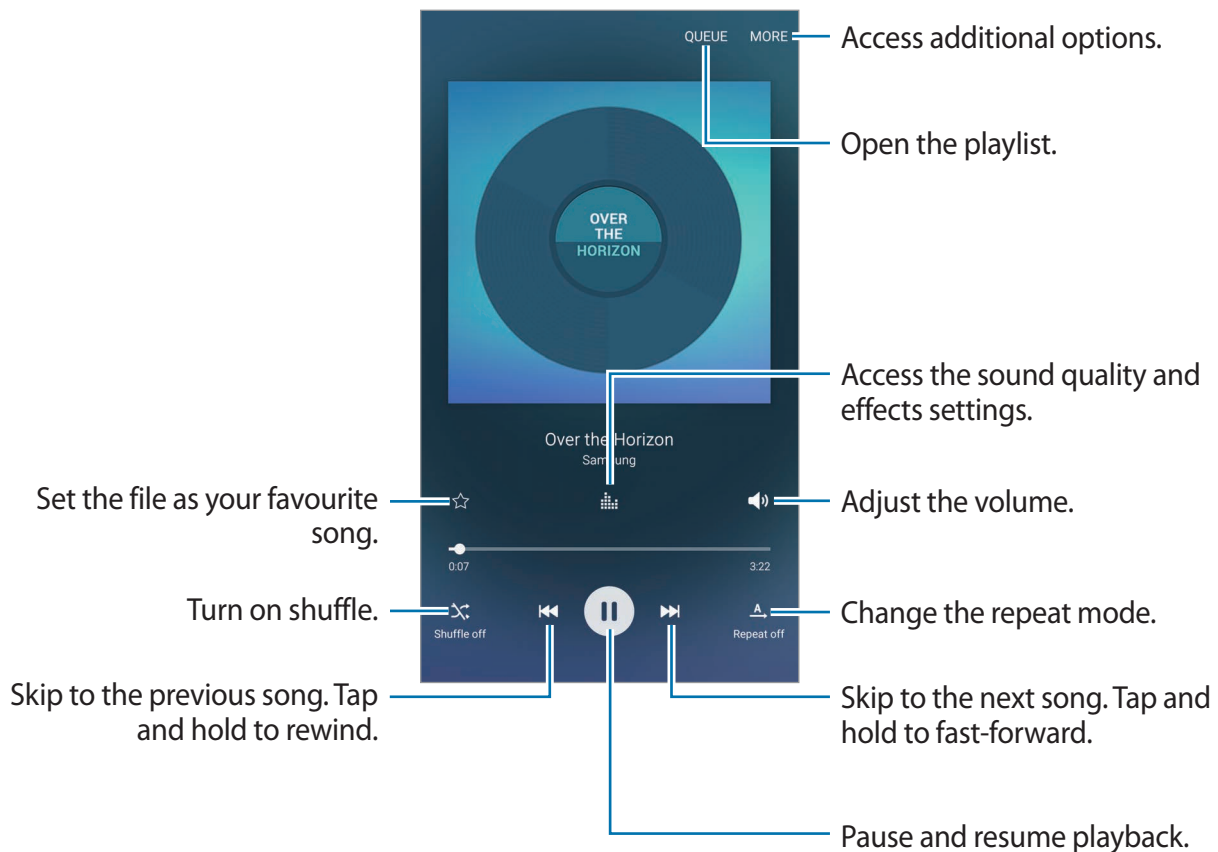 QUEUE MORE
Access additional options.
Open the playlist.
OVER
THE
HORIZON
Access the sound quality and
effects settings.
Over the Horizon
Samsung
Set the file as your favourite
song.
Adjust the volume.
0:07
3:22
Turn on shuffle.
Shuffle off
A
Repeat off
Change the repeat mode.
Skip to the previous song. Tap
and hold to rewind.
Skip to the next song. Tap and
hold to fast-forward.
Pause and resume playback.